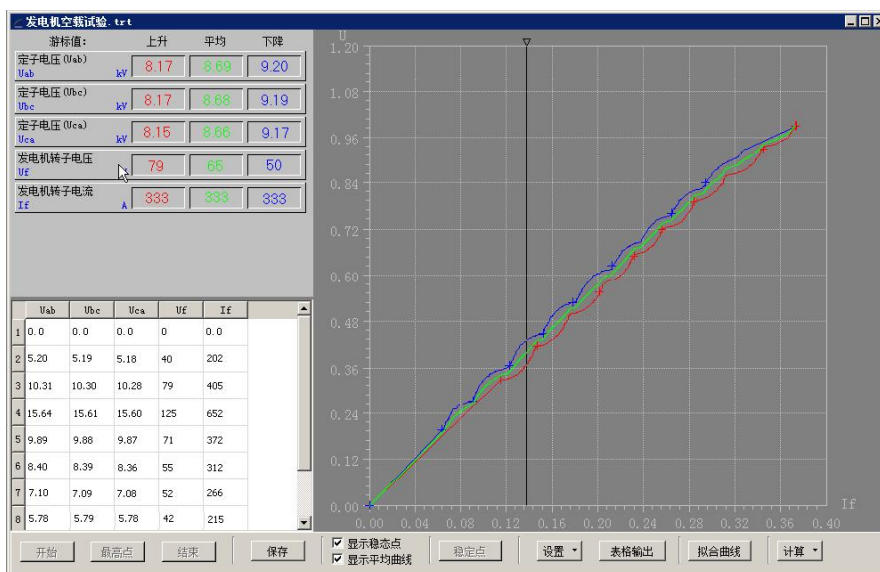 发电机空载试验.trt
游标值: 上升 平均 下降
定子电压(Uab)
Uab kV 8.17 8.69 9.20
定子电压(Ubc)
Ubc kV 8.17 8.68 9.19
定子电压(Uca)
Uca kV 8.15 8.66 9.17
发电机转子电压
Uf 79 65 50
发电机转子电流
If A 333 333 333
Uab Ubc Uca Uf If
1 0.0 0.0 0.0 0 0.0
2 5.20 5.19 5.18 40 202
3 10.31 10.30 10.28 79 405
4 15.64 15.61 15.60 125 652
5 9.89 9.88 9.87 71 372
6 8.40 8.39 8.36 55 312
7 7.10 7.09 7.08 52 266
8 5.78 5.79 5.78 42 215
U
1.20
1.08
0.96
0.84
0.72
0.60
0.48
0.36
0.24
0.12
0.00
0.00 0.04 0.08 0.12 0.16 0.20 0.24 0.28 0.32 0.36 0.40
If
开始 最高点 结束 保存
显示稳态点
显示平均曲线
稳定点 设置 表格输出 拟合曲线 计算